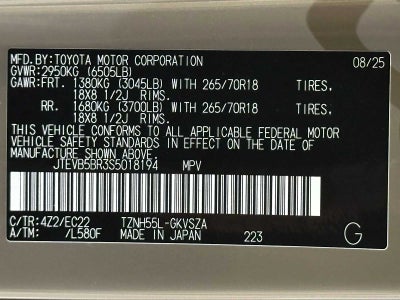 MFD.BY:TOYOTA MOTOR CORPORATION 08/25
GVWR:2950KG (6505LB)
GAWR:FRT. 1380KG (3045LB) WITH 265/70R18 TIRES,
18X8 1/2J RIMS,
RR. 1680KG (3700LB) WITH 265/70R18 TIRES,
18X8 1/2J RIMS,
THIS VEHICLE CONFORMS TO ALL APPLICABLE FEDERAL MOTOR
VEHICLE SAFETY STANDARDS IN EFFECT ON THE DATE OF
MANUFACTURE SHOWN ABOVE.
JTEVB5BR3S5018194 MPV
C/TR:4Z2/EC22 TZNH55L-GKVSZA
A/TM: /L580F MADE IN JAPAN 223 G